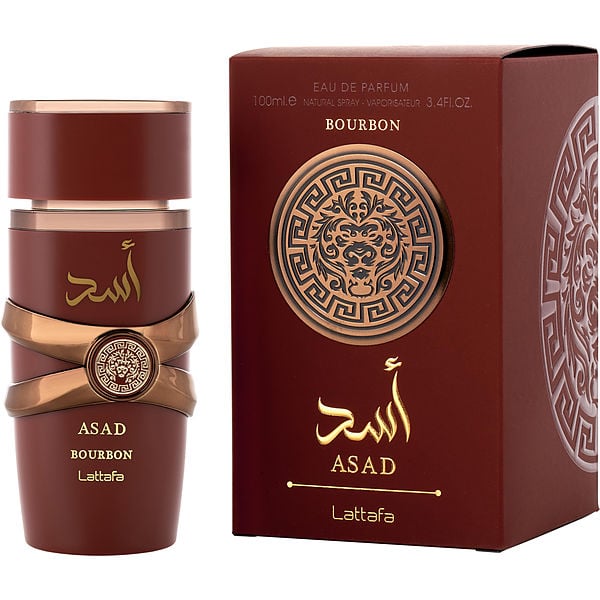 أسد
ASAD
BOURBON
Lattafa
EAU DE PARFUM
100ml.e NATURAL SPRAY - VAPORISATEUR 3.4FL.OZ.
BOURBON
أسد
ASAD
Lattafa